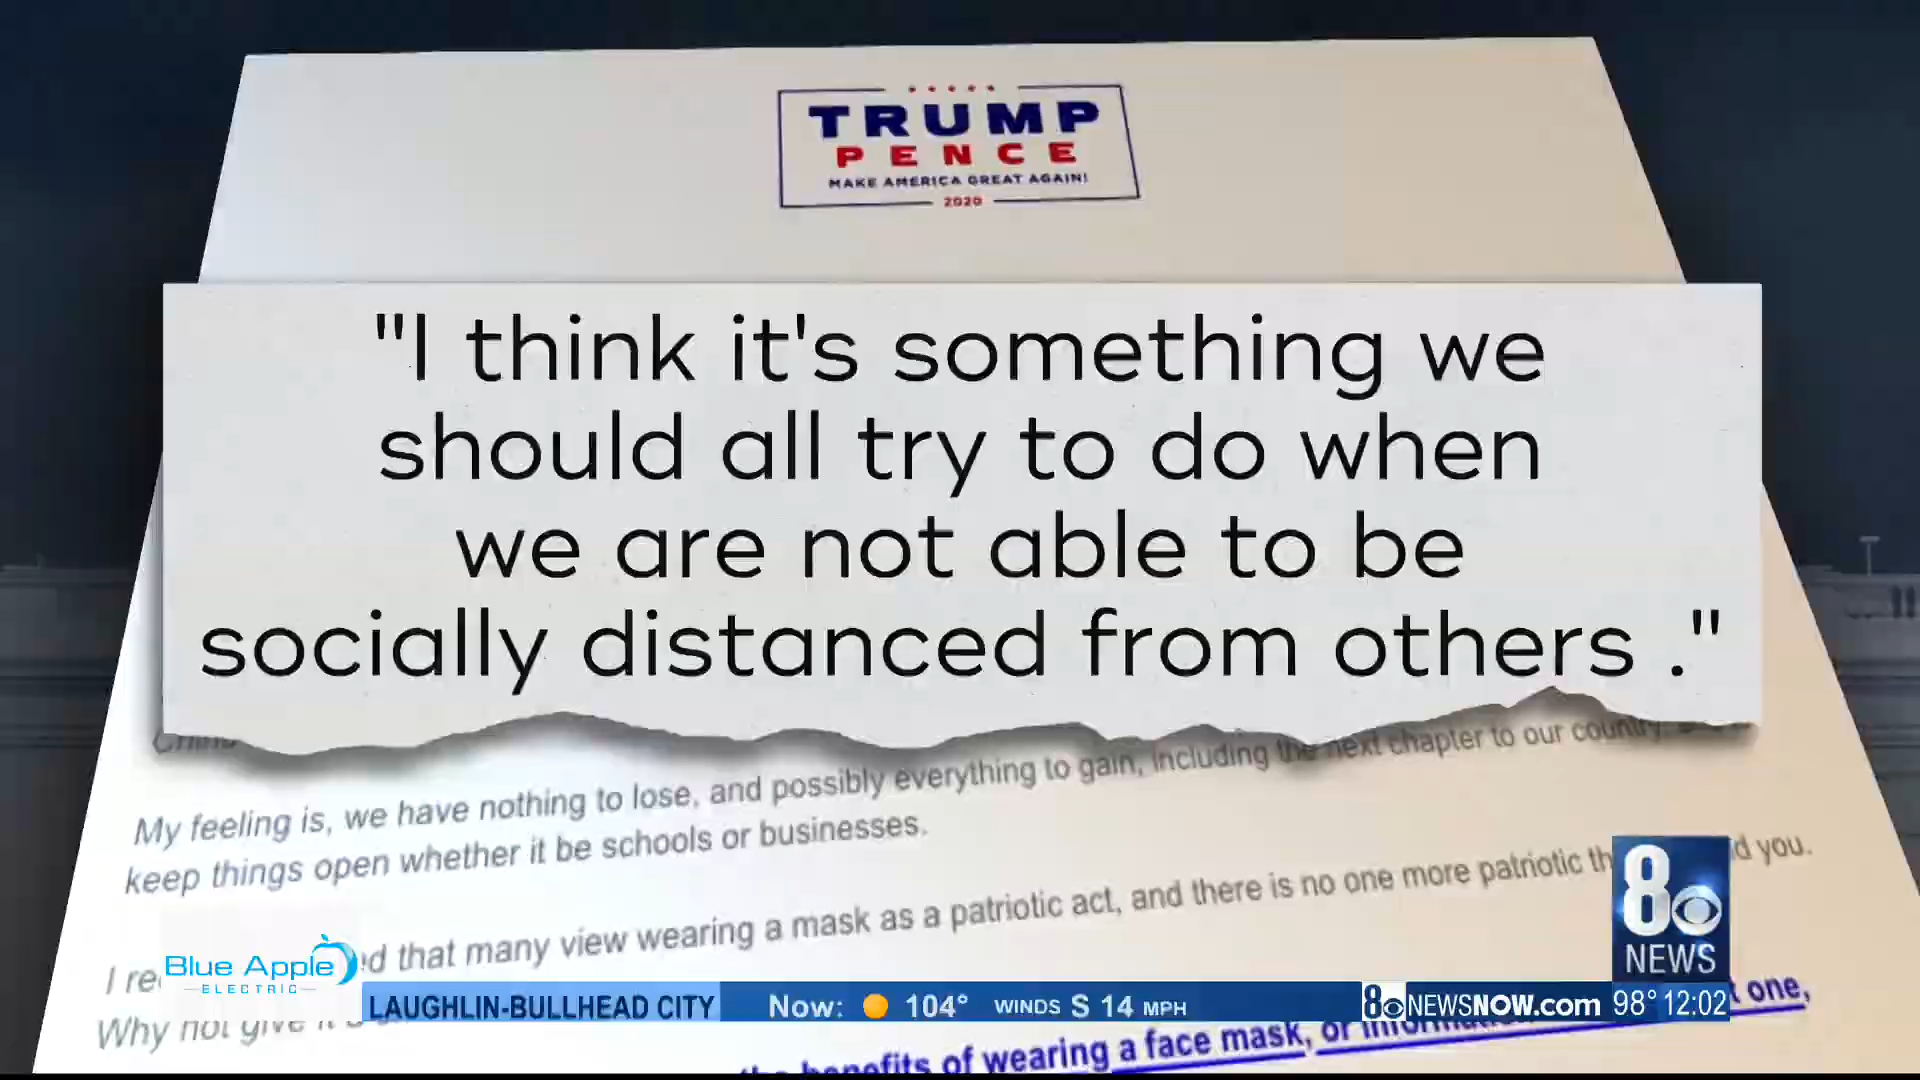 TRUMP
PENCE
MAKE AMERICA GREAT AGAIN!
2020
"I think it's something we
should all try to do when
we are not able to be
socially distanced from others ."
My feeling is, we have nothing to lose, and possibly everything to gain, including the next chapter to our country.
keep things open whether it be schools or businesses.
that many view wearing a mask as a patriotic act, and there is no one more patriotic you.
Why not give
benefits of wearing a face mask, or one,
Blue Apple
ELECTRIC
LAUGHLIN-BULLHEAD CITY Now: 104° WINDS S 14 MPH
8 NEWS
8 NEWSNOW.com 98° 12:02